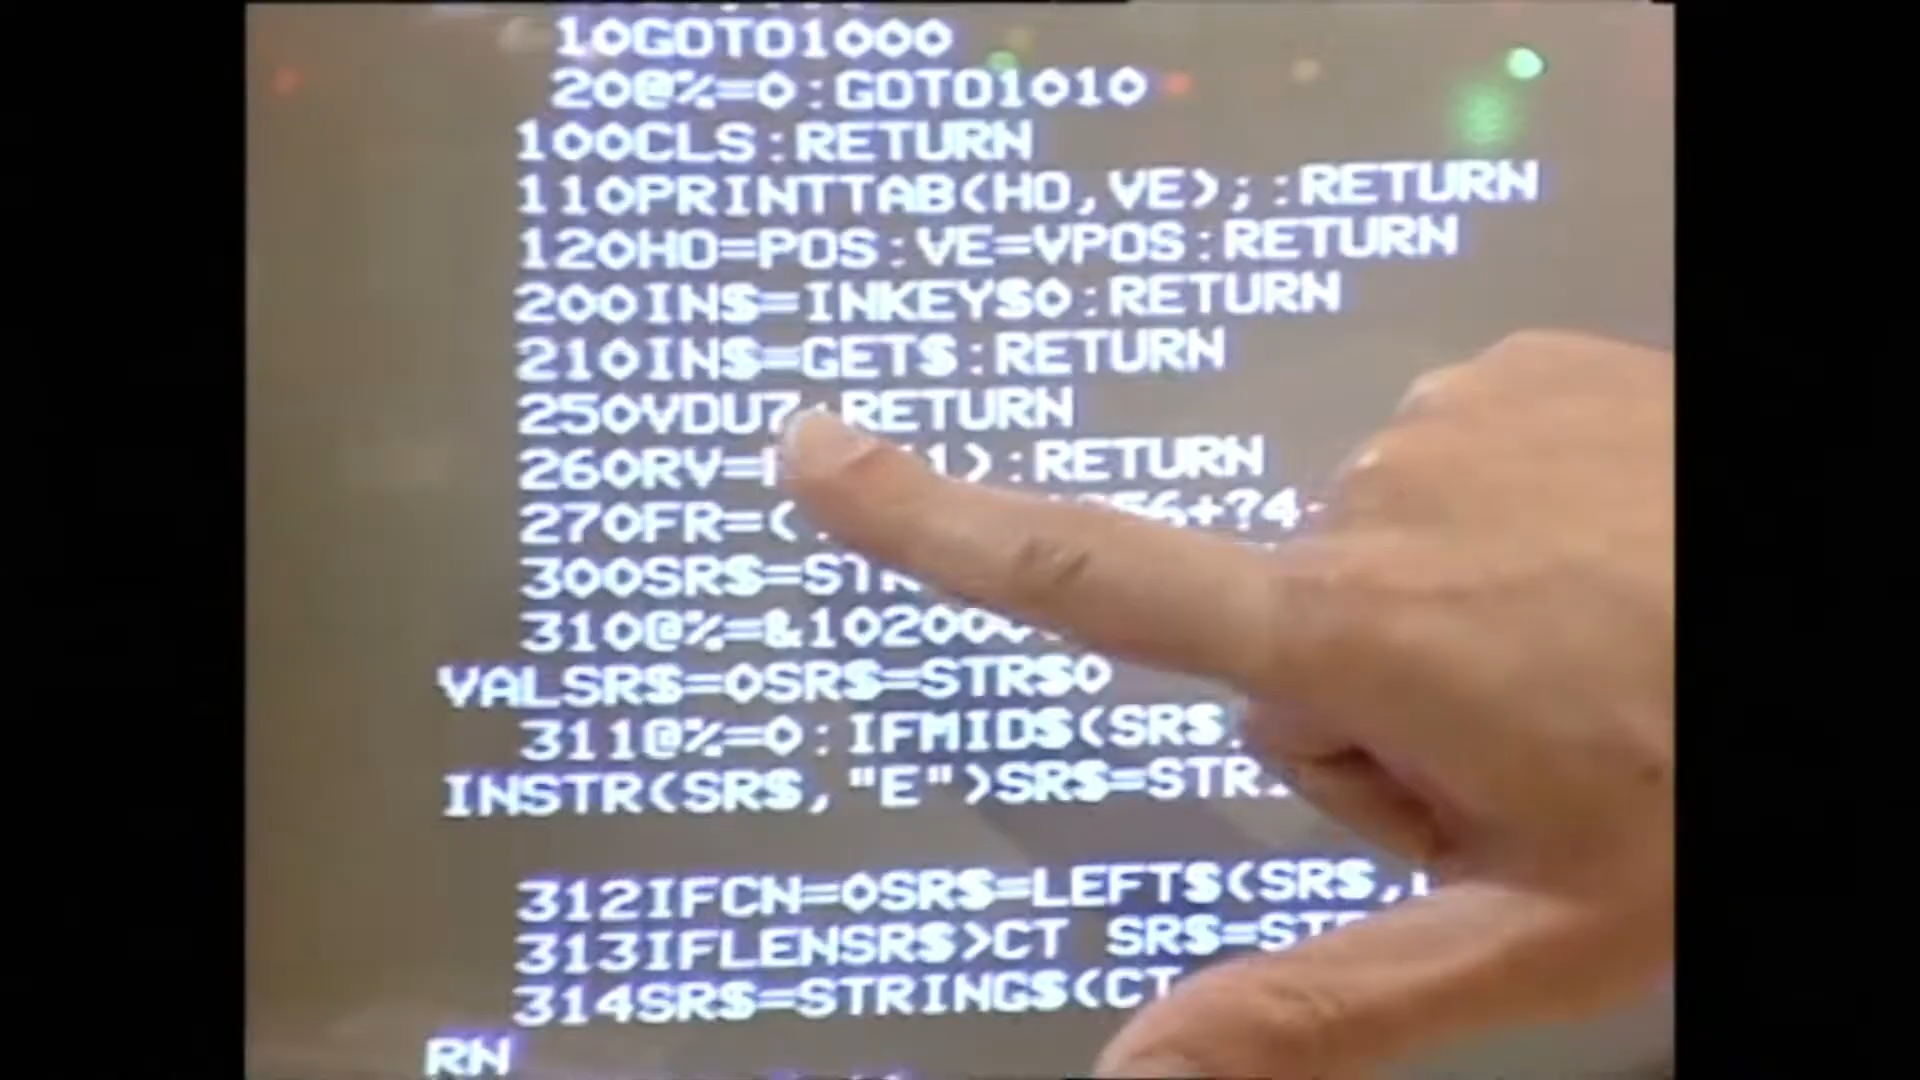 10GOTO1000
20@%=0:GOTO1010
100CLS:RETURN
110PRINTTAB(HO,VE);:RETURN
120HO=POS:VE=VPOS:RETURN
200IN$=INKEY$0:RETURN
210IN$=GET$:RETURN
250VDU7:RETURN
260RV= 1):RETURN
270FR=( 256+?4
300SR$=STR
310@%=&102000
VALSR$=0SR$=STR$0
311@%=0:IFMID$(SR$
INSTR(SR$,"E")SR$=STR
312IFCN=0SR$=LEFT$(SR$,
313IFLENSR$>CT SR$=ST
314SR$=STRING$(CT
RN